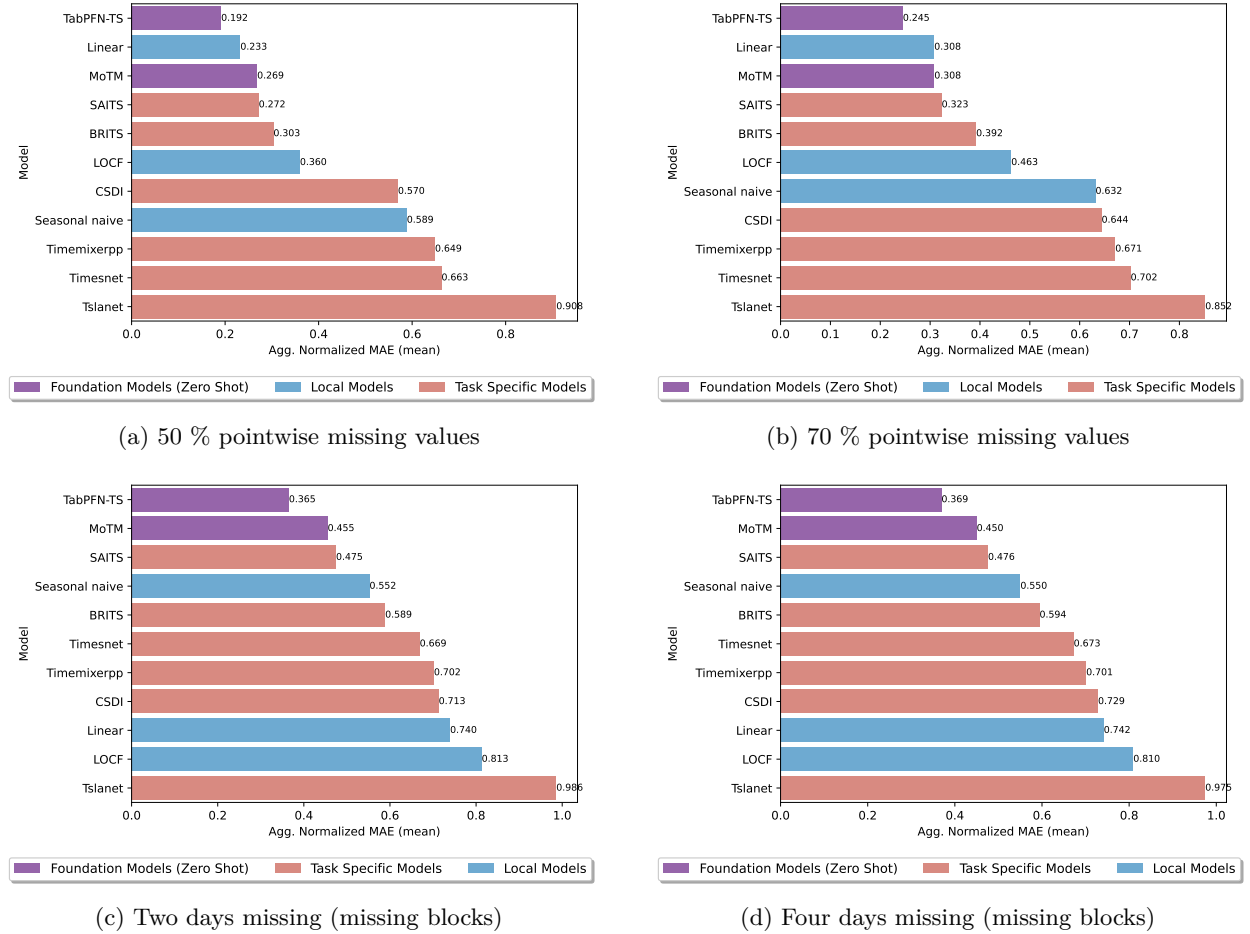 TabPFN-TS
0.192
Linear
0.233
MoTM
0.269
SAITS
0.272
BRITS
0.303
LOCF
0.360
CSDI
0.570
Seasonal naive
0.589
Timemixerpp
0.649
Timesnet
0.663
Tslanet
0.908
Model
0.0 0.2 0.4 0.6 0.8
Agg. Normalized MAE (mean)
Foundation Models (Zero Shot) Local Models Task Specific Models
(a) 50 % pointwise missing values
TabPFN-TS
0.245
Linear
0.308
MoTM
0.308
SAITS
0.323
BRITS
0.392
LOCF
0.463
Seasonal naive
0.632
CSDI
0.644
Timemixerpp
0.671
Timesnet
0.702
Tslanet
0.852
Model
0.0 0.1 0.2 0.3 0.4 0.5 0.6 0.7 0.8
Agg. Normalized MAE (mean)
Foundation Models (Zero Shot) Local Models Task Specific Models
(b) 70 % pointwise missing values
TabPFN-TS
0.365
MoTM
0.455
SAITS
0.475
Seasonal naive
0.552
BRITS
0.589
Timesnet
0.669
Timemixerpp
0.702
CSDI
0.713
Linear
0.740
LOCF
0.813
Tslanet
0.986
Model
0.0 0.2 0.4 0.6 0.8 1.0
Agg. Normalized MAE (mean)
Foundation Models (Zero Shot) Task Specific Models Local Models
(c) Two days missing (missing blocks)
TabPFN-TS
0.369
MoTM
0.450
SAITS
0.476
Seasonal naive
0.550
BRITS
0.594
Timesnet
0.673
Timemixerpp
0.701
CSDI
0.729
Linear
0.742
LOCF
0.810
Tslanet
0.975
Model
0.0 0.2 0.4 0.6 0.8 1.0
Agg. Normalized MAE (mean)
Foundation Models (Zero Shot) Task Specific Models Local Models
(d) Four days missing (missing blocks)